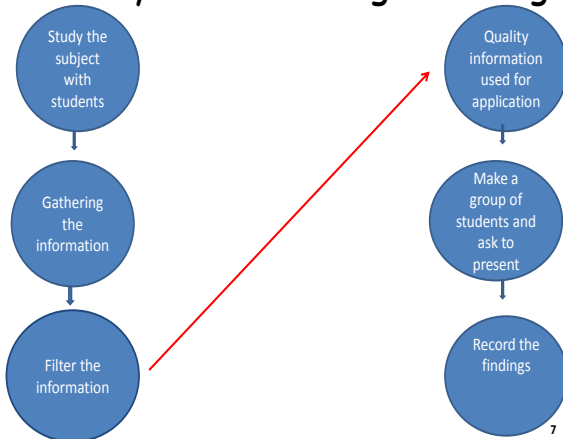 Study the
subject
with
students
Gathering
the
information
Filter the
information
Quality
information
used for
application
Make a
group of
students and
ask to
present
Record the
findings
7